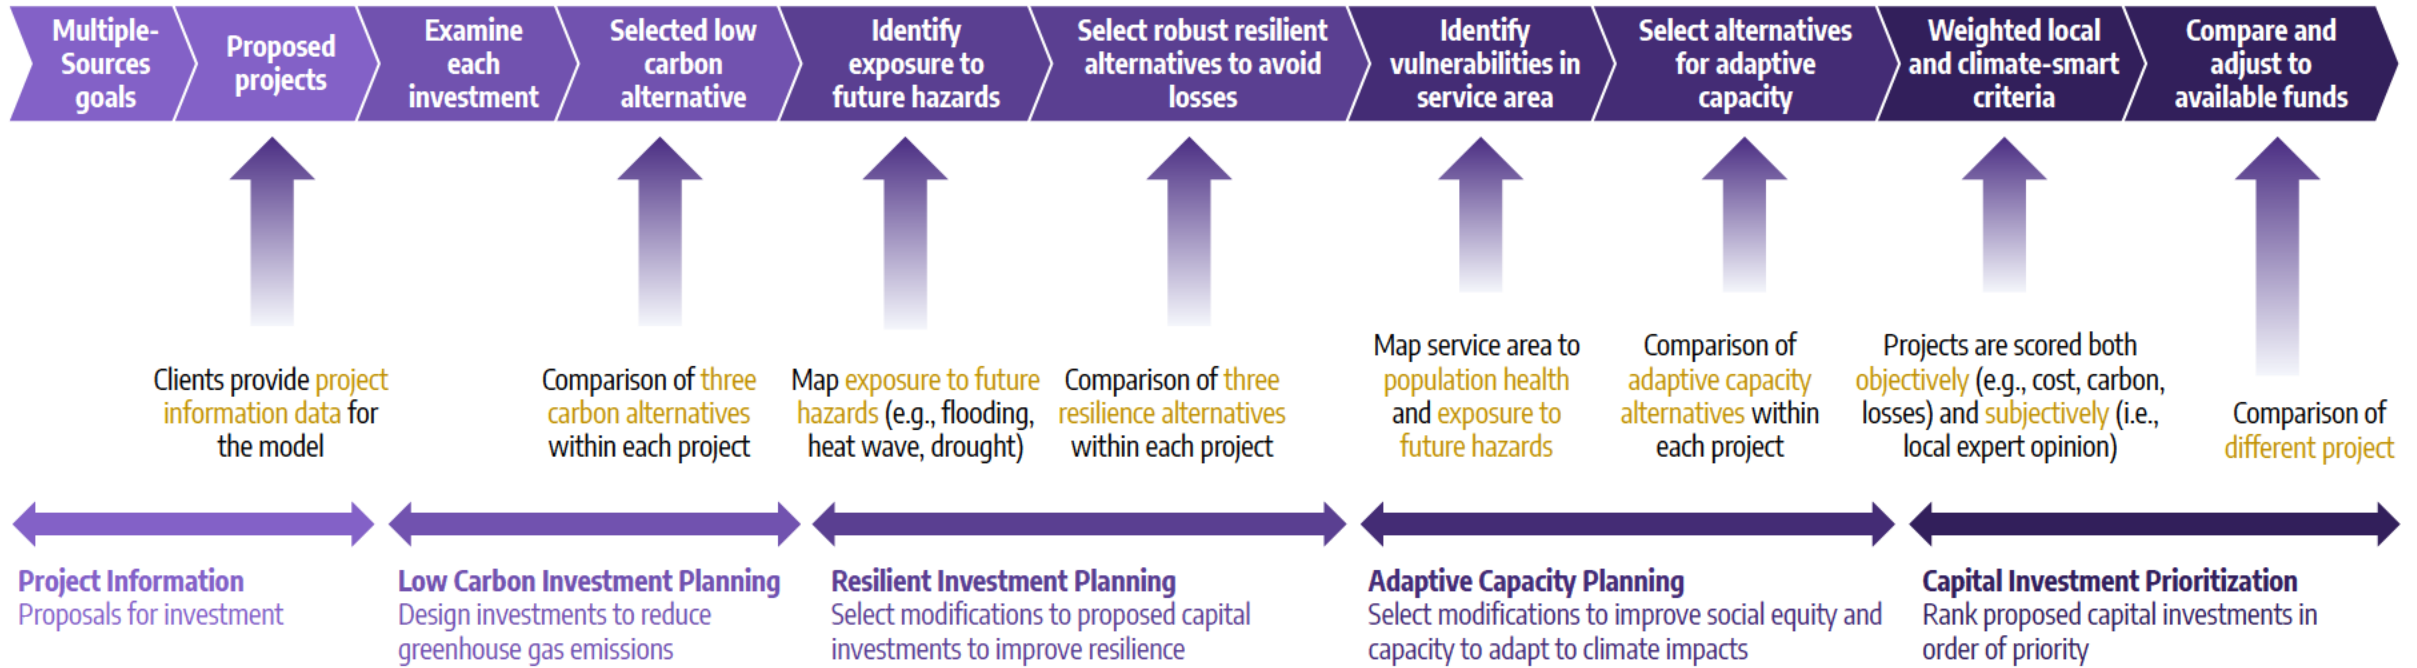 Multiple-
Sources
goals
Proposed
projects
Examine
each
investment
Selected low
carbon
alternative
Identify
exposure to
future hazards
Select robust resilient
alternatives to avoid
losses
Identify
vulnerabilities in
service area
Select alternatives
for adaptive
capacity
Weighted local
and climate-smart
criteria
Compare and
adjust to
available funds
Clients provide project
information data for
the model
Comparison of three
carbon alternatives
within each project
Map exposure to future
hazards (e.g., flooding,
heat wave, drought)
Comparison of three
resilience alternatives
within each project
Map service area to
population health
and exposure to
future hazards
Comparison of
adaptive capacity
alternatives within
each project
Projects are scored both
objectively (e.g., cost, carbon,
losses) and subjectively (i.e.,
local expert opinion)
Comparison of
different project
Project Information
Proposals for investment
Low Carbon Investment Planning
Design investments to reduce
greenhouse gas emissions
Resilient Investment Planning
Select modifications to proposed capital
investments to improve resilience
Adaptive Capacity Planning
Select modifications to improve social equity and
capacity to adapt to climate impacts
Capital Investment Prioritization
Rank proposed capital investments in
order of priority